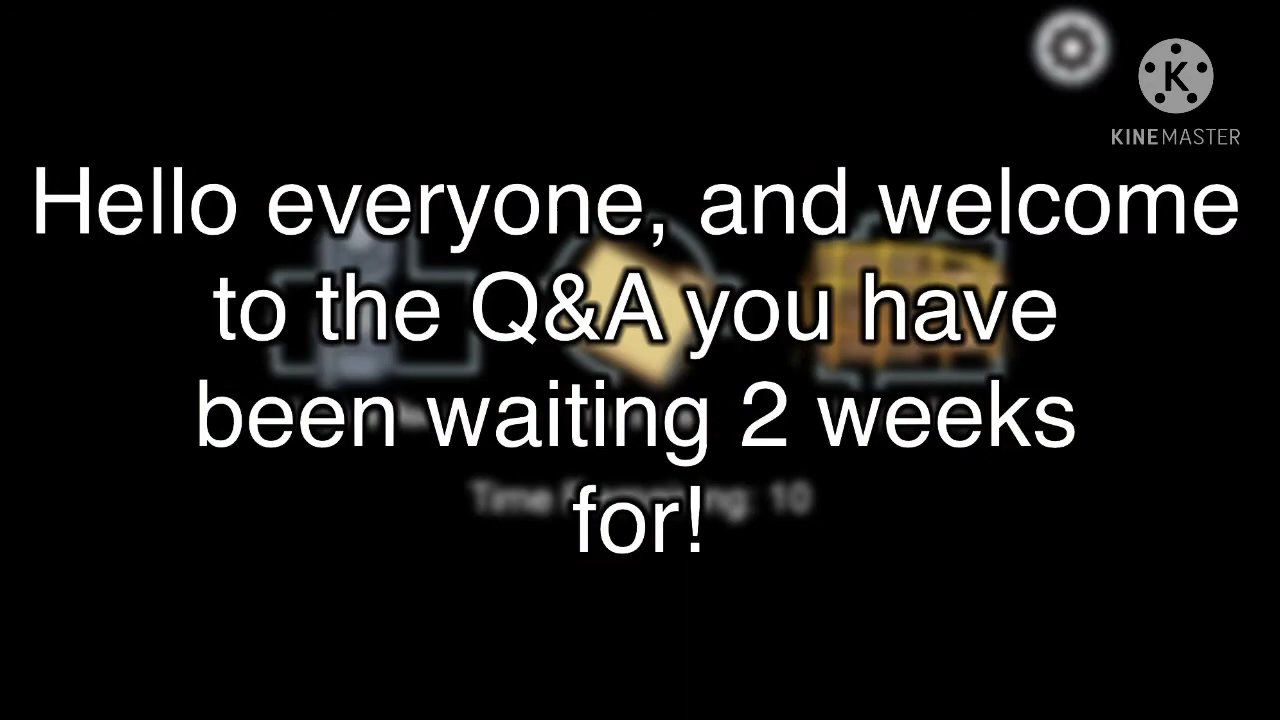 K
KINEMASTER
Hello everyone, and welcome
to the Q&A you have
been waiting 2 weeks
for!